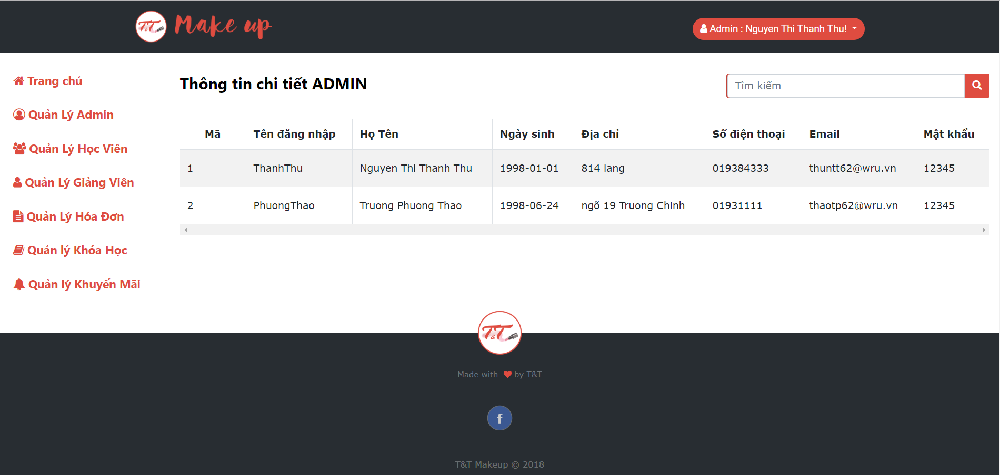 T&T Make up
Admin : Nguyen Thi Thanh Thu!
Trang chủ
Quản Lý Admin
Quản Lý Học Viên
Quản Lý Giảng Viên
Quản Lý Hóa Đơn
Quản lý Khóa Học
Quản lý Khuyến Mãi
Thông tin chi tiết ADMIN
Tìm kiếm
Mã Tên đăng nhập Họ Tên Ngày sinh Địa chỉ Số điện thoại Email Mật khẩu
1 ThanhThu Nguyen Thi Thanh Thu 1998-01-01 814 lang 019384333 thuntt62@wru.vn 12345
2 PhuongThao Truong Phuong Thao 1998-06-24 ngõ 19 Truong Chinh 01931111 thaotp62@wru.vn 12345
T&T
Made with by T&T
f
T&T Makeup © 2018